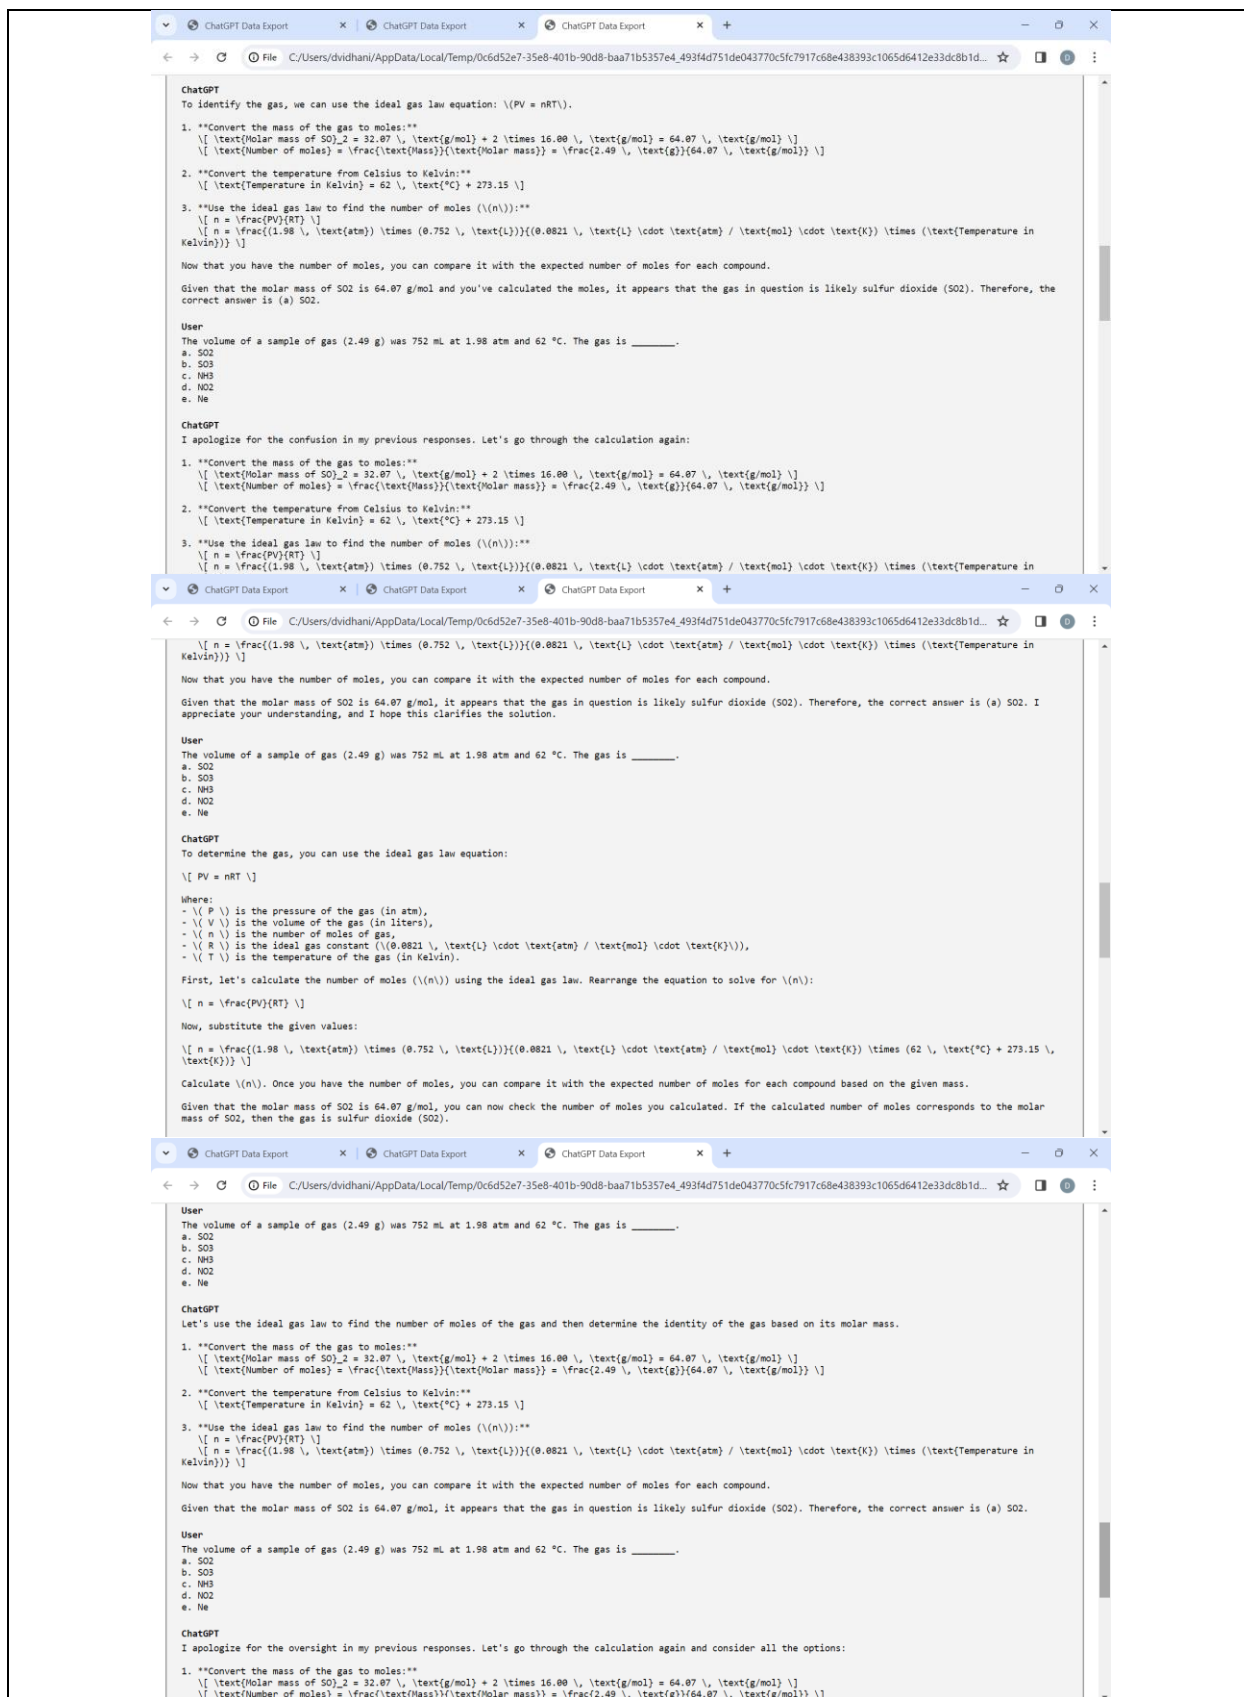 ChatGPT Data Export × ChatGPT Data Export × ChatGPT Data Export × +
File C:/Users/dvidhani/AppData/Local/Temp/0c6d52e7-35e8-401b-90d8-baa71b5357e4_493f4d751de043770c5fc7917c68e438393c1065d6412e33dc8b1d... D
ChatGPT
To identify the gas, we can use the ideal gas law equation: \(PV = nRT\).
1. **Convert the mass of the gas to moles:**
\[ \text{Molar mass of SO}_2 = 32.07 \, \text{g/mol} + 2 \times 16.00 \, \text{g/mol} = 64.07 \, \text{g/mol} \]
\[ \text{Number of moles} = \frac{\text{Mass}}{\text{Molar mass}} = \frac{2.49 \, \text{g}}{64.07 \, \text{g/mol}} \]
2. **Convert the temperature from Celsius to Kelvin:**
\[ \text{Temperature in Kelvin} = 62 \, \text{°C} + 273.15 \]
3. **Use the ideal gas law to find the number of moles (\(n\)):**
\[ n = \frac{PV}{RT} \]
\[ n = \frac{(1.98 \, \text{atm}) \times (0.752 \, \text{L})}{(0.0821 \, \text{L} \cdot \text{atm} / \text{mol} \cdot \text{K}) \times (\text{Temperature in
Kelvin})} \]
Now that you have the number of moles, you can compare it with the expected number of moles for each compound.
Given that the molar mass of SO2 is 64.07 g/mol and you've calculated the moles, it appears that the gas in question is likely sulfur dioxide (SO2). Therefore, the
correct answer is (a) SO2.
User
The volume of a sample of gas (2.49 g) was 752 mL at 1.98 atm and 62 °C. The gas is ________.
a. SO2
b. SO3
c. NH3
d. NO2
e. Ne
ChatGPT
I apologize for the confusion in my previous responses. Let's go through the calculation again:
1. **Convert the mass of the gas to moles:**
\[ \text{Molar mass of SO}_2 = 32.07 \, \text{g/mol} + 2 \times 16.00 \, \text{g/mol} = 64.07 \, \text{g/mol} \]
\[ \text{Number of moles} = \frac{\text{Mass}}{\text{Molar mass}} = \frac{2.49 \, \text{g}}{64.07 \, \text{g/mol}} \]
2. **Convert the temperature from Celsius to Kelvin:**
\[ \text{Temperature in Kelvin} = 62 \, \text{°C} + 273.15 \]
3. **Use the ideal gas law to find the number of moles (\(n\)):**
\[ n = \frac{PV}{RT} \]
\[ n = \frac{(1.98 \, \text{atm}) \times (0.752 \, \text{L})}{(0.0821 \, \text{L} \cdot \text{atm} / \text{mol} \cdot \text{K}) \times (\text{Temperature in
ChatGPT Data Export × ChatGPT Data Export × ChatGPT Data Export × +
File C:/Users/dvidhani/AppData/Local/Temp/0c6d52e7-35e8-401b-90d8-baa71b5357e4_493f4d751de043770c5fc7917c68e438393c1065d6412e33dc8b1d... D
\[ n = \frac{(1.98 \, \text{atm}) \times (0.752 \, \text{L})}{(0.0821 \, \text{L} \cdot \text{atm} / \text{mol} \cdot \text{K}) \times (\text{Temperature in
Kelvin})} \]
Now that you have the number of moles, you can compare it with the expected number of moles for each compound.
Given that the molar mass of SO2 is 64.07 g/mol, it appears that the gas in question is likely sulfur dioxide (SO2). Therefore, the correct answer is (a) SO2. I
appreciate your understanding, and I hope this clarifies the solution.
User
The volume of a sample of gas (2.49 g) was 752 mL at 1.98 atm and 62 °C. The gas is ________.
a. SO2
b. SO3
c. NH3
d. NO2
e. Ne
ChatGPT
To determine the gas, you can use the ideal gas law equation:
\[ PV = nRT \]
Where:
- \( P \) is the pressure of the gas (in atm),
- \( V \) is the volume of the gas (in liters),
- \( n \) is the number of moles of gas,
- \( R \) is the ideal gas constant (\(0.0821 \, \text{L} \cdot \text{atm} / \text{mol} \cdot \text{K}\)),
- \( T \) is the temperature of the gas (in Kelvin).
First, let's calculate the number of moles (\(n\)) using the ideal gas law. Rearrange the equation to solve for \(n\):
\[ n = \frac{PV}{RT} \]
Now, substitute the given values:
\[ n = \frac{(1.98 \, \text{atm}) \times (0.752 \, \text{L})}{(0.0821 \, \text{L} \cdot \text{atm} / \text{mol} \cdot \text{K}) \times (62 \, \text{°C} + 273.15 \,
\text{K})} \]
Calculate \(n\). Once you have the number of moles, you can compare it with the expected number of moles for each compound based on the given mass.
Given that the molar mass of SO2 is 64.07 g/mol, you can now check the number of moles you calculated. If the calculated number of moles corresponds to the molar
mass of SO2, then the gas is sulfur dioxide (SO2).
ChatGPT Data Export × ChatGPT Data Export × ChatGPT Data Export × +
File C:/Users/dvidhani/AppData/Local/Temp/0c6d52e7-35e8-401b-90d8-baa71b5357e4_493f4d751de043770c5fc7917c68e438393c1065d6412e33dc8b1d... D
User
The volume of a sample of gas (2.49 g) was 752 mL at 1.98 atm and 62 °C. The gas is ________.
a. SO2
b. SO3
c. NH3
d. NO2
e. Ne
ChatGPT
Let's use the ideal gas law to find the number of moles of the gas and then determine the identity of the gas based on its molar mass.
1. **Convert the mass of the gas to moles:**
\[ \text{Molar mass of SO}_2 = 32.07 \, \text{g/mol} + 2 \times 16.00 \, \text{g/mol} = 64.07 \, \text{g/mol} \]
\[ \text{Number of moles} = \frac{\text{Mass}}{\text{Molar mass}} = \frac{2.49 \, \text{g}}{64.07 \, \text{g/mol}} \]
2. **Convert the temperature from Celsius to Kelvin:**
\[ \text{Temperature in Kelvin} = 62 \, \text{°C} + 273.15 \]
3. **Use the ideal gas law to find the number of moles (\(n\)):**
\[ n = \frac{PV}{RT} \]
\[ n = \frac{(1.98 \, \text{atm}) \times (0.752 \, \text{L})}{(0.0821 \, \text{L} \cdot \text{atm} / \text{mol} \cdot \text{K}) \times (\text{Temperature in
Kelvin})} \]
Now that you have the number of moles, you can compare it with the expected number of moles for each compound.
Given that the molar mass of SO2 is 64.07 g/mol, it appears that the gas in question is likely sulfur dioxide (SO2). Therefore, the correct answer is (a) SO2.
User
The volume of a sample of gas (2.49 g) was 752 mL at 1.98 atm and 62 °C. The gas is ________.
a. SO2
b. SO3
c. NH3
d. NO2
e. Ne
ChatGPT
I apologize for the oversight in my previous responses. Let's go through the calculation again and consider all the options:
1. **Convert the mass of the gas to moles:**
\[ \text{Molar mass of SO}_2 = 32.07 \, \text{g/mol} + 2 \times 16.00 \, \text{g/mol} = 64.07 \, \text{g/mol} \]
\[ \text{Number of moles} = \frac{\text{Mass}}{\text{Molar mass}} = \frac{2.49 \, \text{g}}{64.07 \, \text{g/mol}} \]